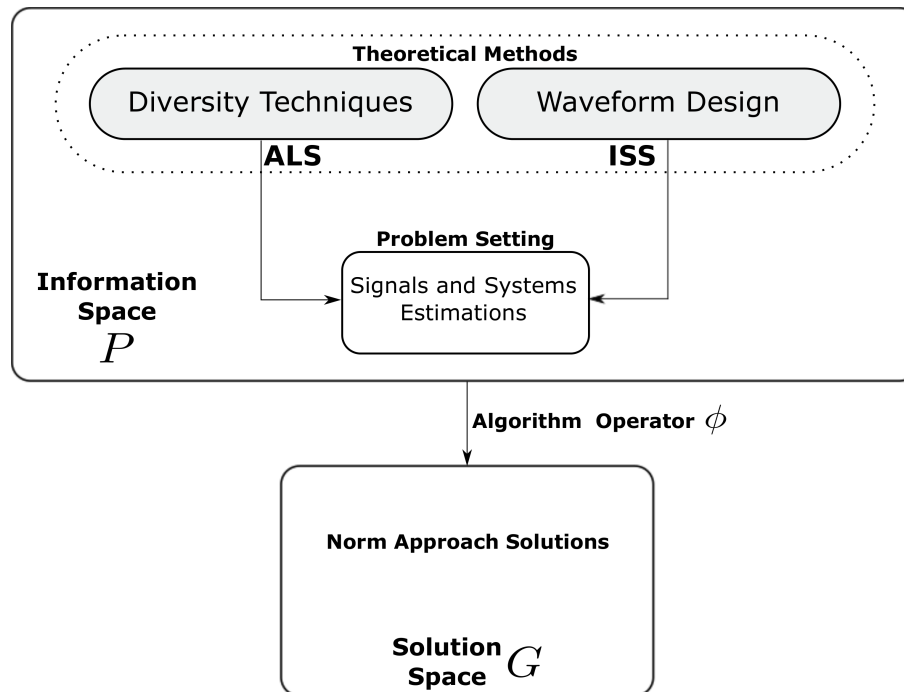 Theoretical Methods
Diversity Techniques
Waveform Design
ALS
ISS
Problem Setting
Signals and Systems
Estimations
Information
Space
P
Algorithm Operator ϕ
Norm Approach Solutions
Solution
Space G